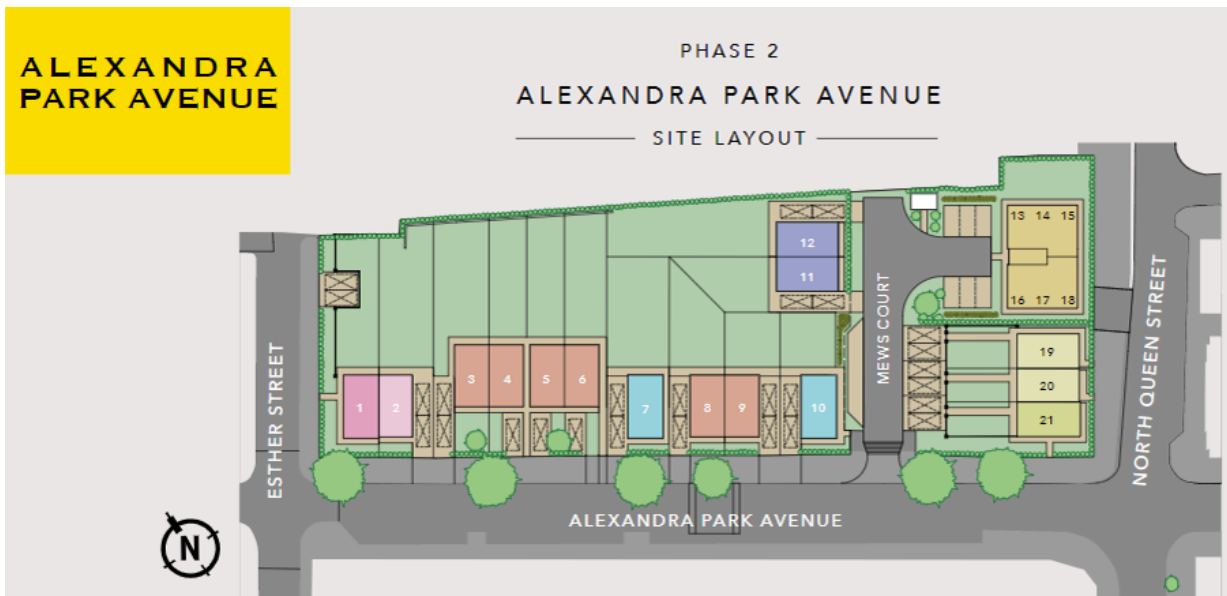 ALEXANDRA
PARK AVENUE
PHASE 2
ALEXANDRA PARK AVENUE
SITE LAYOUT
13 14 15
12
11
16 17 18
MEWS COURT
NORTH QUEEN STREET
ESTHER STREET
19
3 4 5 6
20
1 2
7
8 9
10
21
ALEXANDRA PARK AVENUE
N